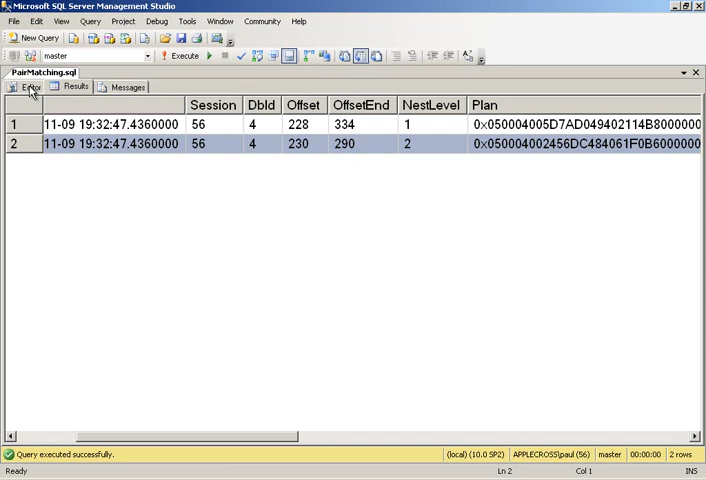 Microsoft SQL Server Management Studio
File Edit View Query Project Debug Tools Window Community Help
New Query
master Execute
PairMatching.sql
Editor Results Messages
Session DbId Offset OffsetEnd NestLevel Plan
1 11-09 19:32:47.4360000 56 4 228 334 1 0x050004005D7AD049402114B8000000
2 11-09 19:32:47.4360000 56 4 230 290 2 0x050004002456DC484061F0B6000000
Query executed successfully. (local) (10.0 SP2) APPLECROSS\paul (56) master 00:00:00 2 rows
Ready Ln 2 Col 1 INS